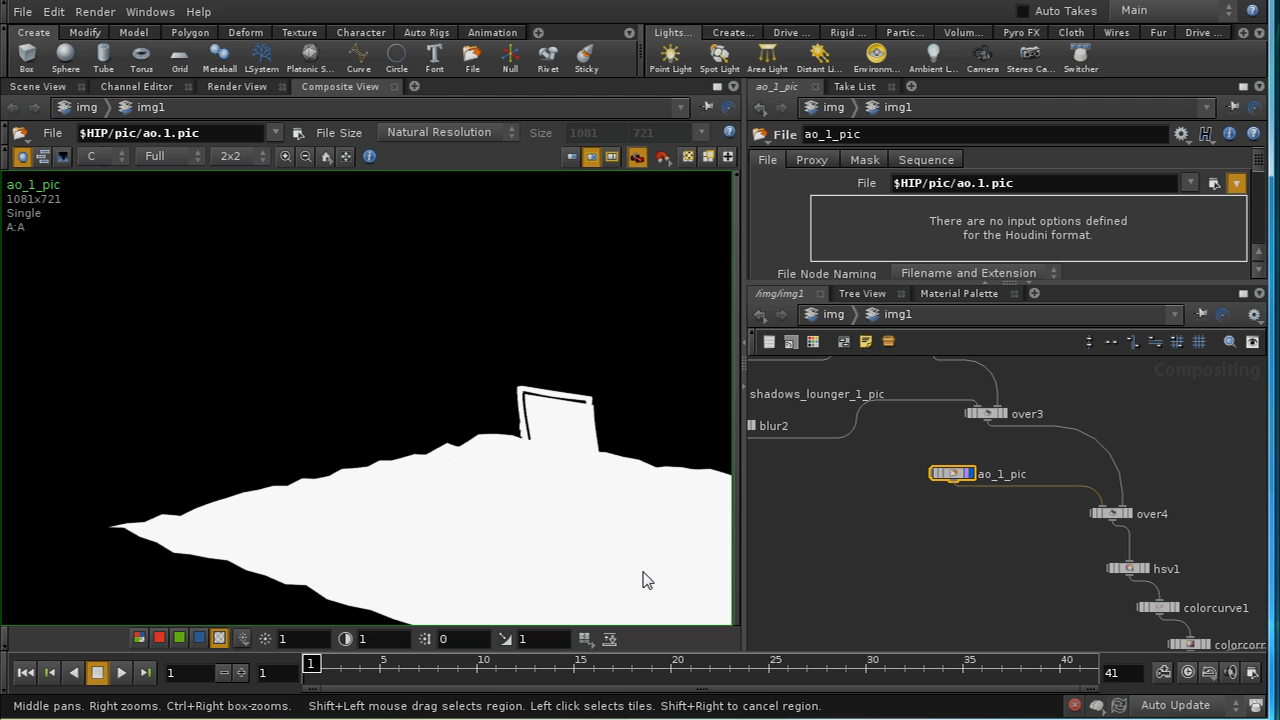 File Edit Render Windows Help
Auto Takes Main
Create Modify Model Polygon Deform Texture Character Auto Rigs Animation
Lights... Create... Drive ... Rigid ... Partic... Volum... Pyro FX Cloth Wires Fur Drive ...
Box Sphere Tube Torus Grid Metaball LSystem Platonic S... Curve Circle Font File Null Rivet Sticky
Point Light Spot Light Area Light Distant Li... Environm... Ambient L... Camera Stereo Ca... Switcher
Scene View Channel Editor Render View Composite View
ao_1_pic Take List
img img1
img img1
File $HIP/pic/ao.1.pic File Size Natural Resolution Size 1081 721
File ao_1_pic
C Full 2x2
File Proxy Mask Sequence
ao_1_pic
1081x721
Single
A:A
File $HIP/pic/ao.1.pic
There are no input options defined
for the Houdini format.
File Node Naming Filename and Extension
/img/img1 Tree View Material Palette
img img1
Compositing
shadows_lounger_1_pic
over3
blur2
ao_1_pic
over4
hsv1
colorcurve1
colorcorr
1 1 0 1
1 1 1 5 10 15 20 25 30 35 40 41
Middle pans. Right zooms. Ctrl+Right box-zooms. Shift+Left mouse drag selects region. Left click selects tiles. Shift+Right to cancel region.
Auto Update